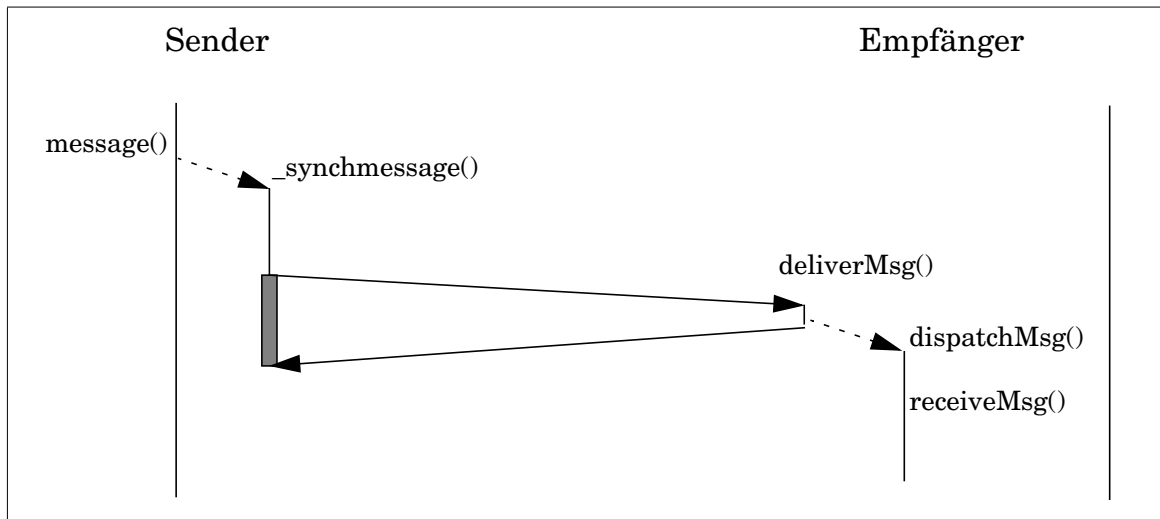 Sender
Empfänger
message()
_synchmessage()
deliverMsg()
dispatchMsg()
receiveMsg()